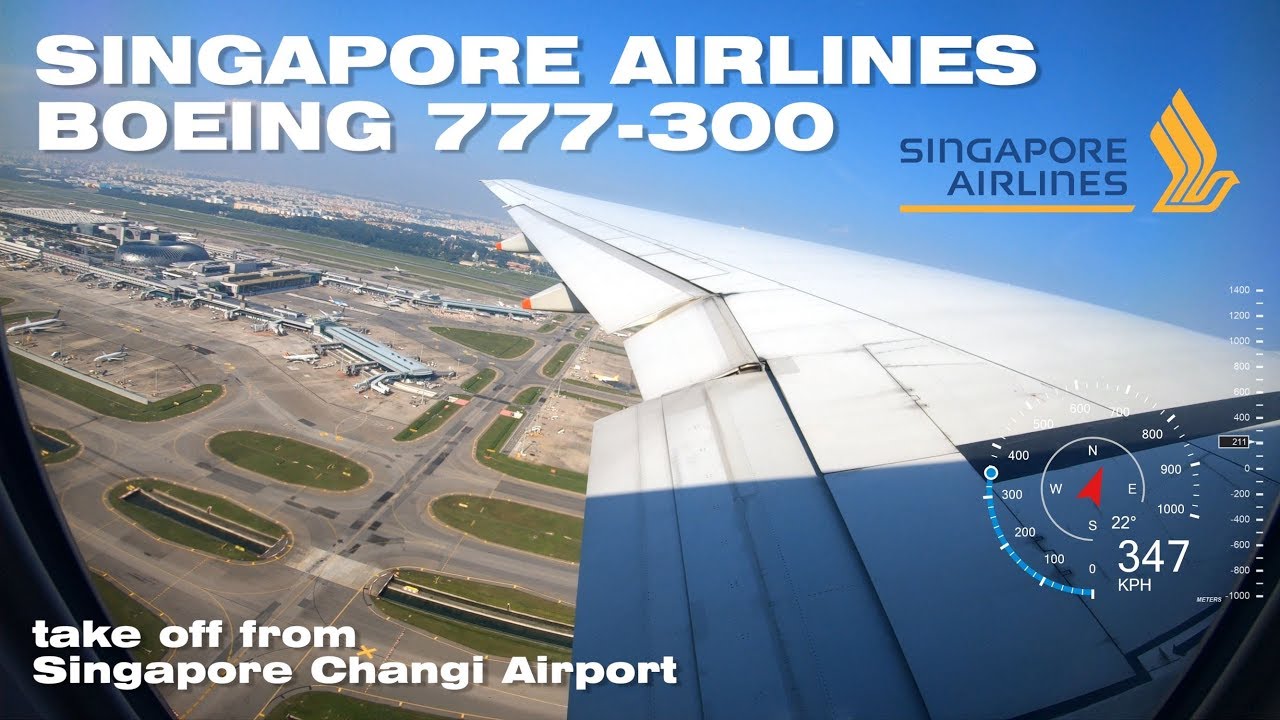 SINGAPORE AIRLINES
BOEING 777-300
SINGAPORE
AIRLINES
1400
1200
1000
800
600
400
211
0
-200
-400
-600
-800
-1000
METERS
0
100
200
300
400
500
600
700
800
900
1000
N
W E
S
22°
347
KPH
take off from
Singapore Changi Airport